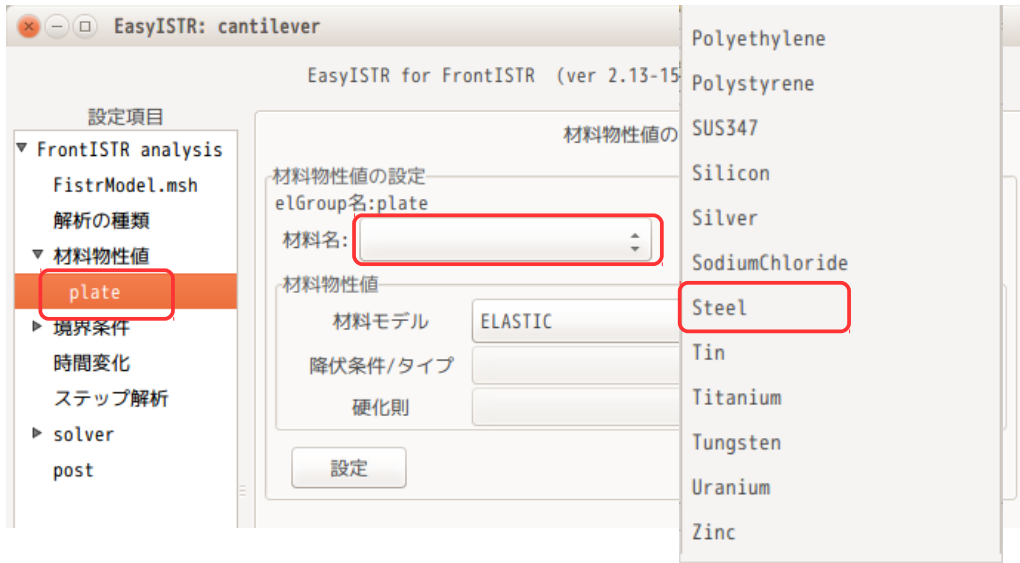 EasyISTR: cantilever
EasyISTR for FrontISTR (ver 2.13-15
設定項目
FrontISTR analysis
FistrModel.msh
解析の種類
材料物性値
plate
境界条件
時間変化
ステップ解析
solver
post
材料物性値の
材料物性値の設定
elGroup名:plate
材料名:
材料物性値
材料モデル ELASTIC
降伏条件/タイプ
硬化則
設定
Polyethylene
Polystyrene
SUS347
Silicon
Silver
SodiumChloride
Steel
Tin
Titanium
Tungsten
Uranium
Zinc